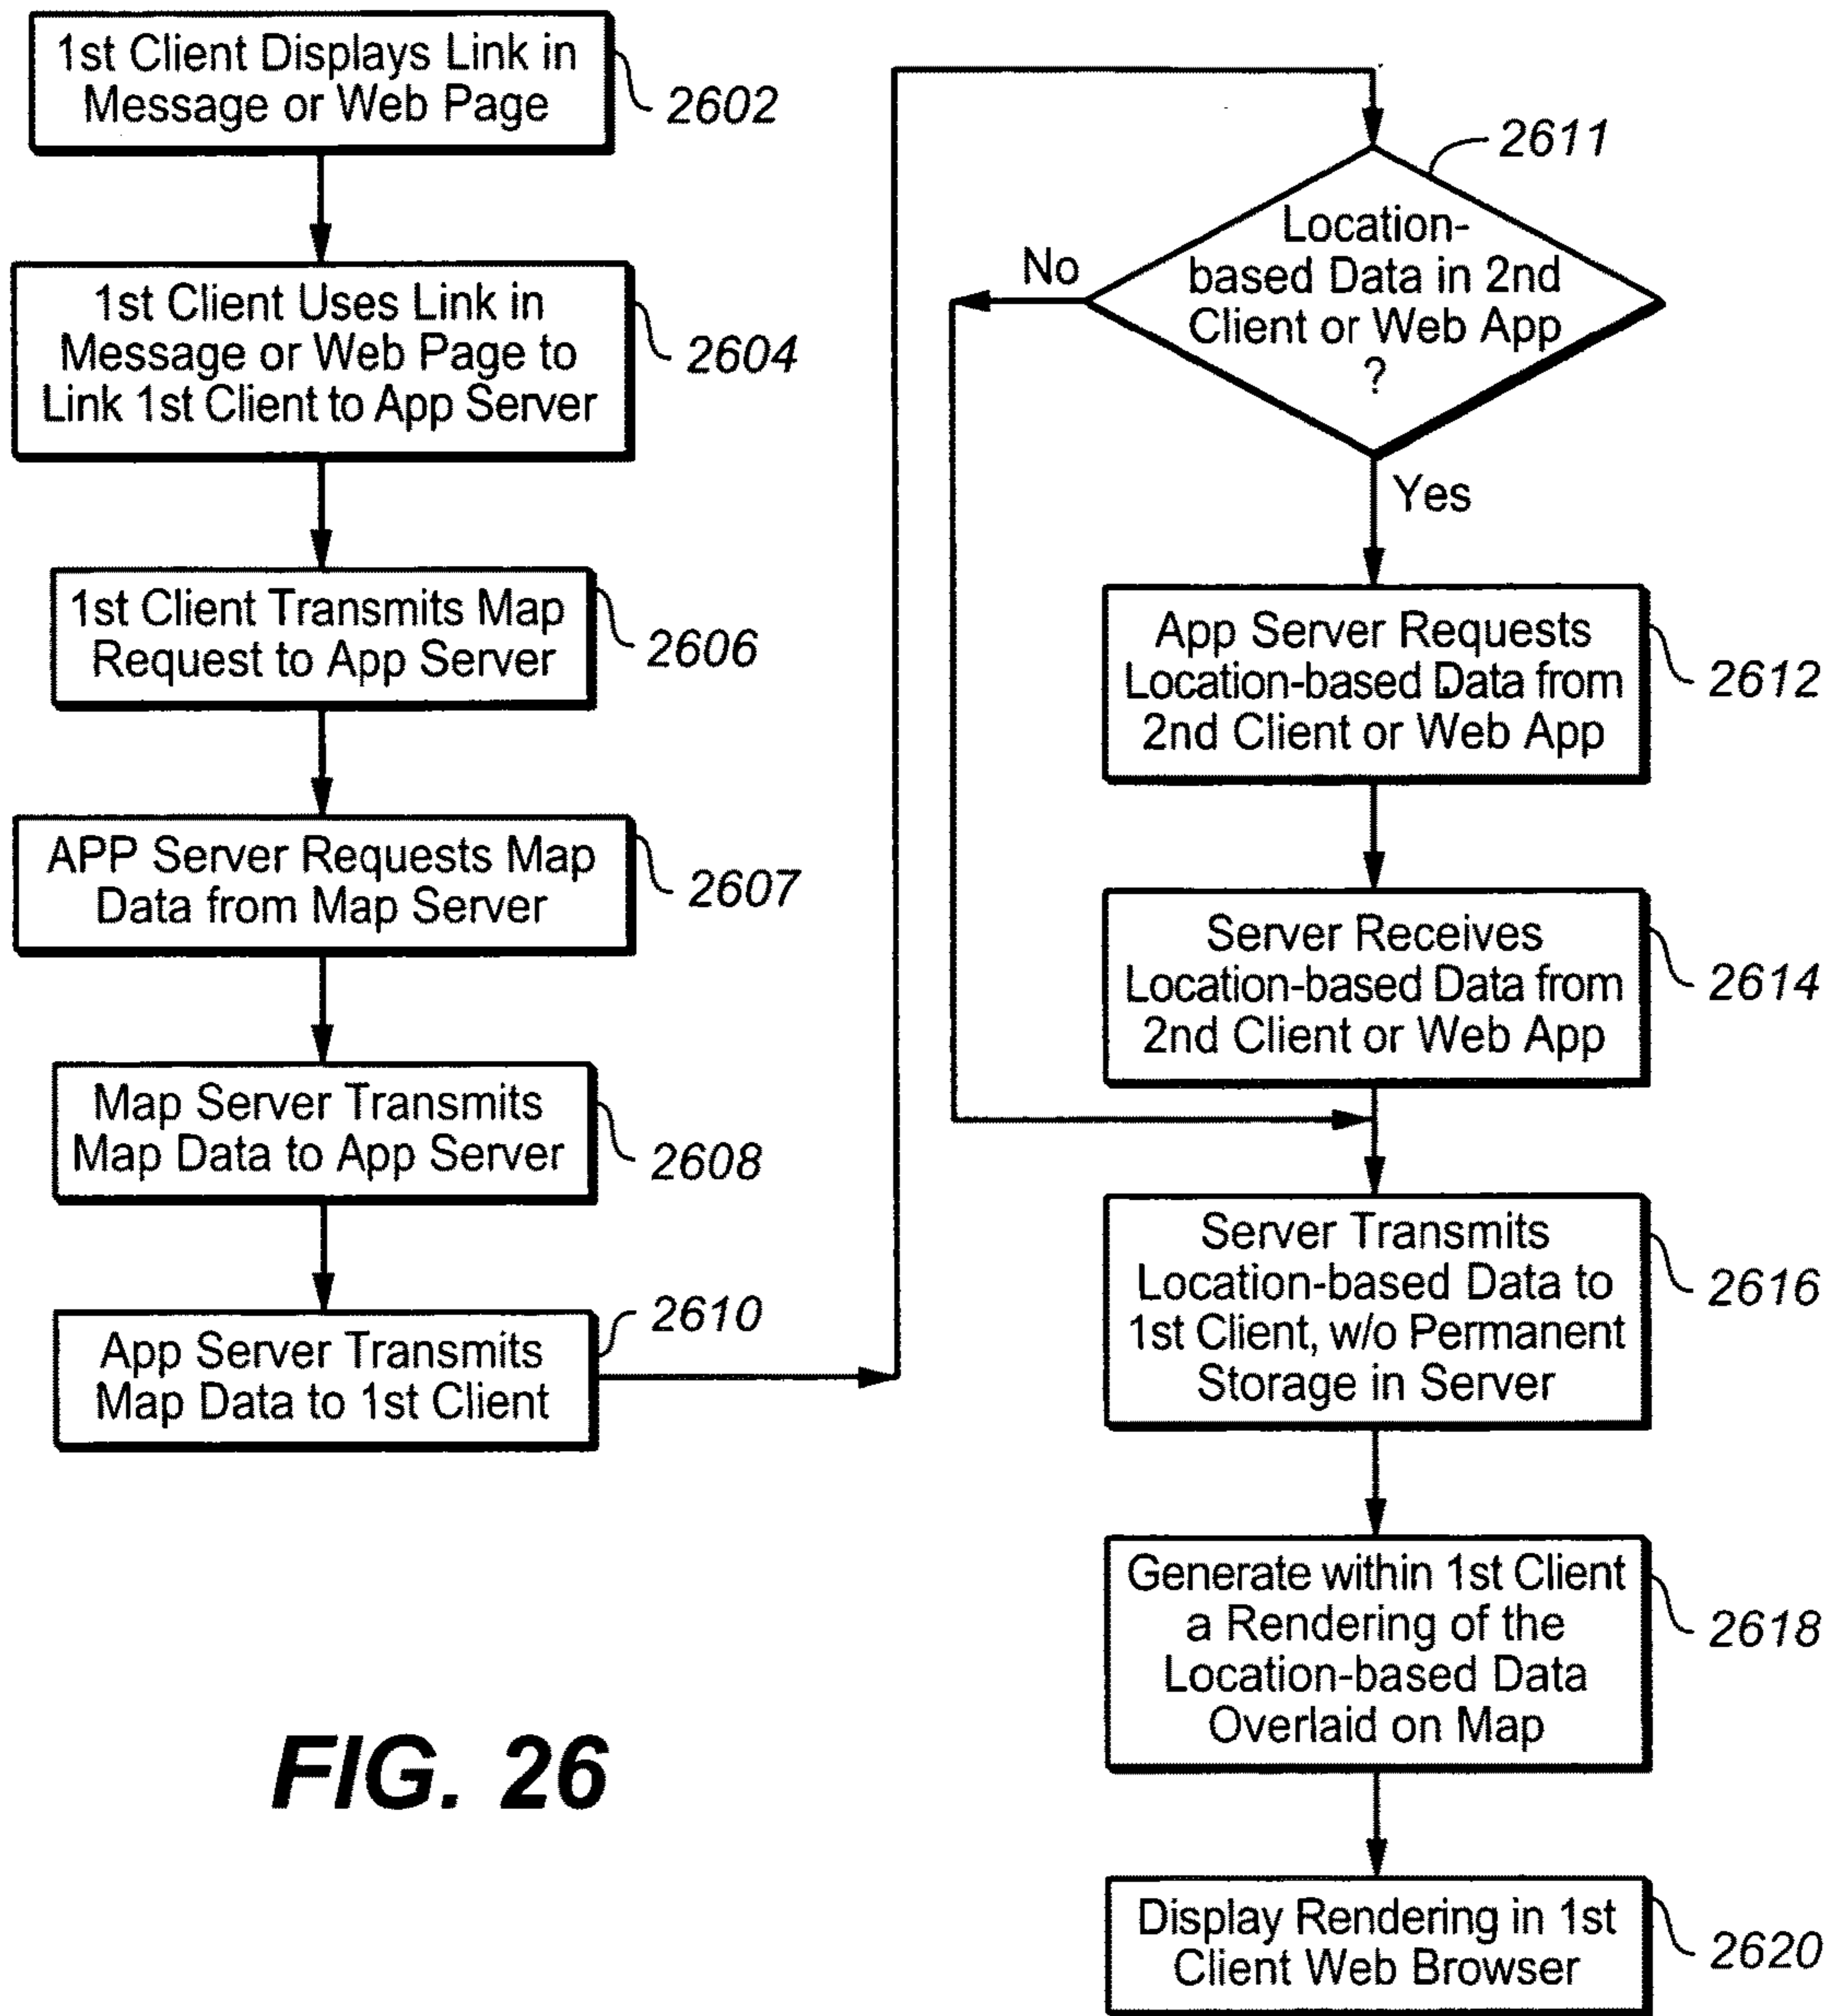 1st Client Displays Link in
Message or Web Page
2602
1st Client Uses Link in
Message or Web Page to
Link 1st Client to App Server
2604
1st Client Transmits Map
Request to App Server
2606
APP Server Requests Map
Data from Map Server
2607
Map Server Transmits
Map Data to App Server
2608
App Server Transmits
Map Data to 1st Client
2610
2611
Location-
based Data in 2nd
Client or Web App
?
No
Yes
App Server Requests
Location-based Data from
2nd Client or Web App
2612
Server Receives
Location-based Data from
2nd Client or Web App
2614
Server Transmits
Location-based Data to
1st Client, w/o Permanent
Storage in Server
2616
Generate within 1st Client
a Rendering of the
Location-based Data
Overlaid on Map
2618
Display Rendering in 1st
Client Web Browser
2620
FIG. 26